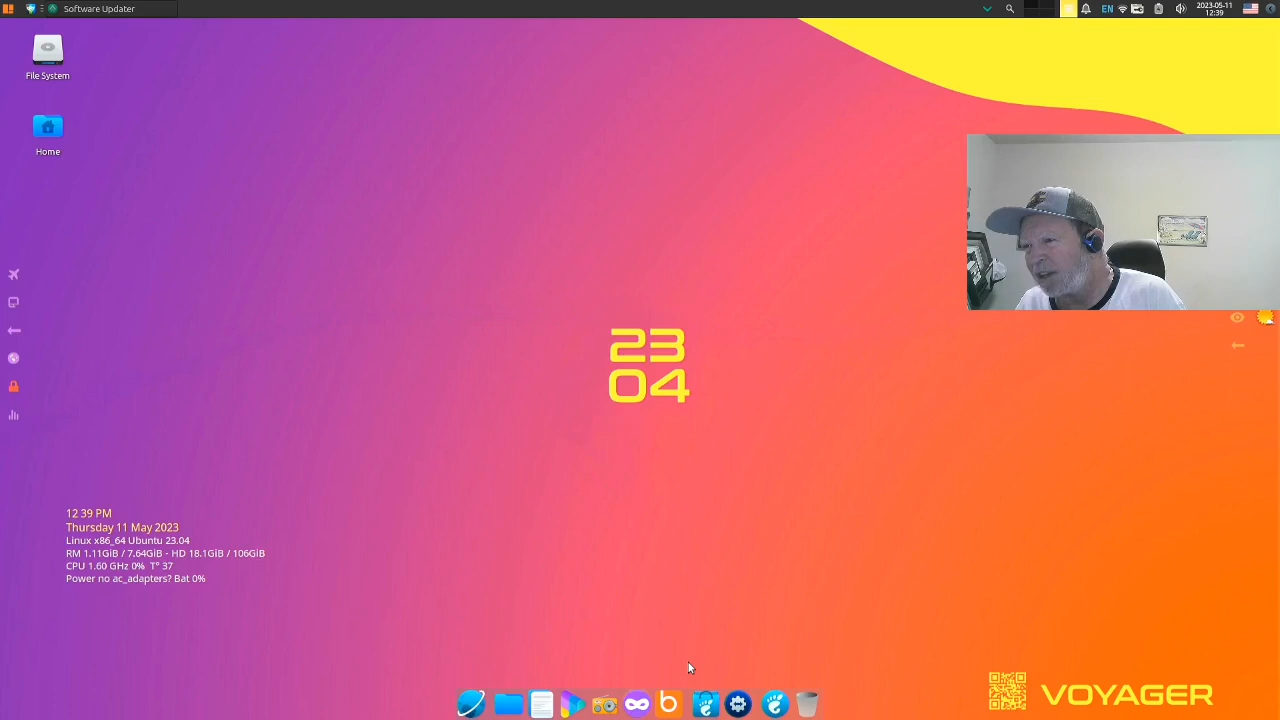 Software Updater
EN
2023-05-11
12:39
File System
Home
23
04
12 39 PM
Thursday 11 May 2023
Linux x86_64 Ubuntu 23.04
RM 1.11GiB / 7.64GiB - HD 18.1GiB / 106GiB
CPU 1.60 GHz 0% T° 37
Power no ac_adapters? Bat 0%
b
VOYAGER